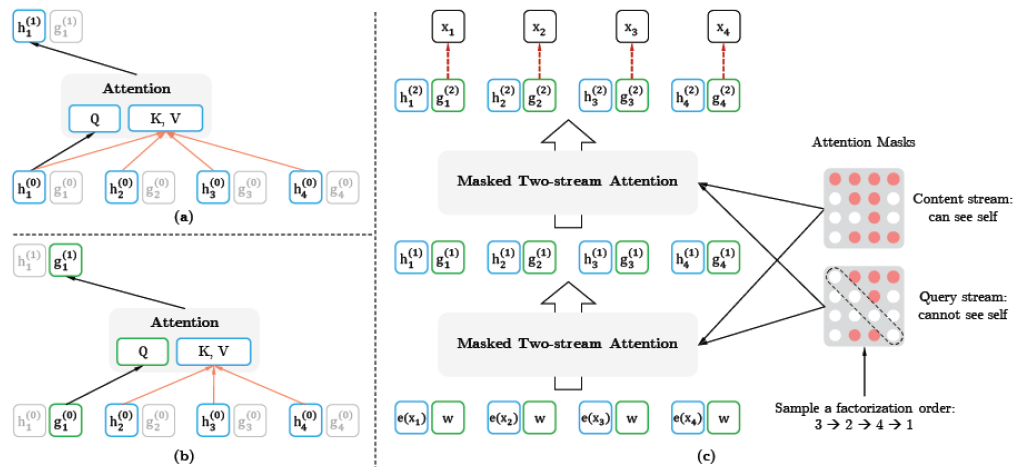 h₁⁽¹⁾ g₁⁽¹⁾
Attention
Q K, V
h₁⁽⁰⁾ g₁⁽⁰⁾ h₂⁽⁰⁾ g₂⁽⁰⁾ h₃⁽⁰⁾ g₃⁽⁰⁾ h₄⁽⁰⁾ g₄⁽⁰⁾
(a)
h₁⁽¹⁾ g₁⁽¹⁾
Attention
Q K, V
h₁⁽⁰⁾ g₁⁽⁰⁾ h₂⁽⁰⁾ g₂⁽⁰⁾ h₃⁽⁰⁾ g₃⁽⁰⁾ h₄⁽⁰⁾ g₄⁽⁰⁾
(b)
x₁ x₂ x₃ x₄
h₁⁽²⁾ g₁⁽²⁾ h₂⁽²⁾ g₂⁽²⁾ h₃⁽²⁾ g₃⁽²⁾ h₄⁽²⁾ g₄⁽²⁾
Masked Two-stream Attention
h₁⁽¹⁾ g₁⁽¹⁾ h₂⁽¹⁾ g₂⁽¹⁾ h₃⁽¹⁾ g₃⁽¹⁾ h₄⁽¹⁾ g₄⁽¹⁾
Masked Two-stream Attention
e(x₁) w e(x₂) w e(x₃) w e(x₄) w
(c)
Attention Masks
Content stream:
can see self
Query stream:
cannot see self
Sample a factorization order:
3 → 2 → 4 → 1